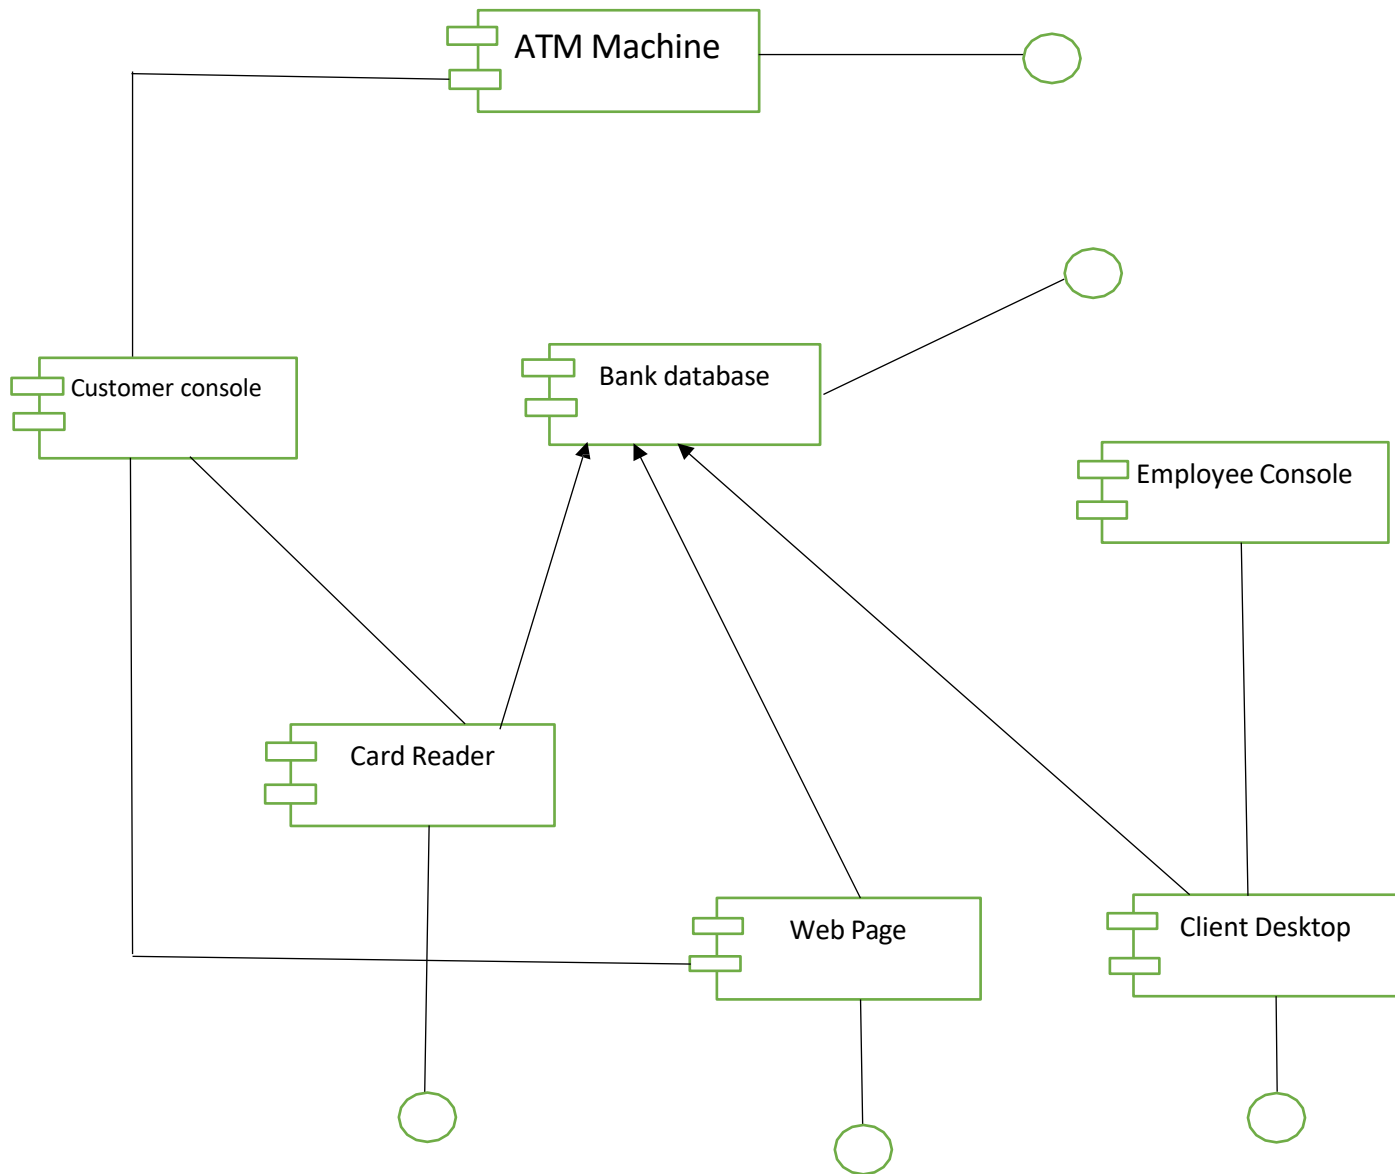 ATM Machine
Customer console
Bank database
Employee Console
Card Reader
Web Page
Client Desktop